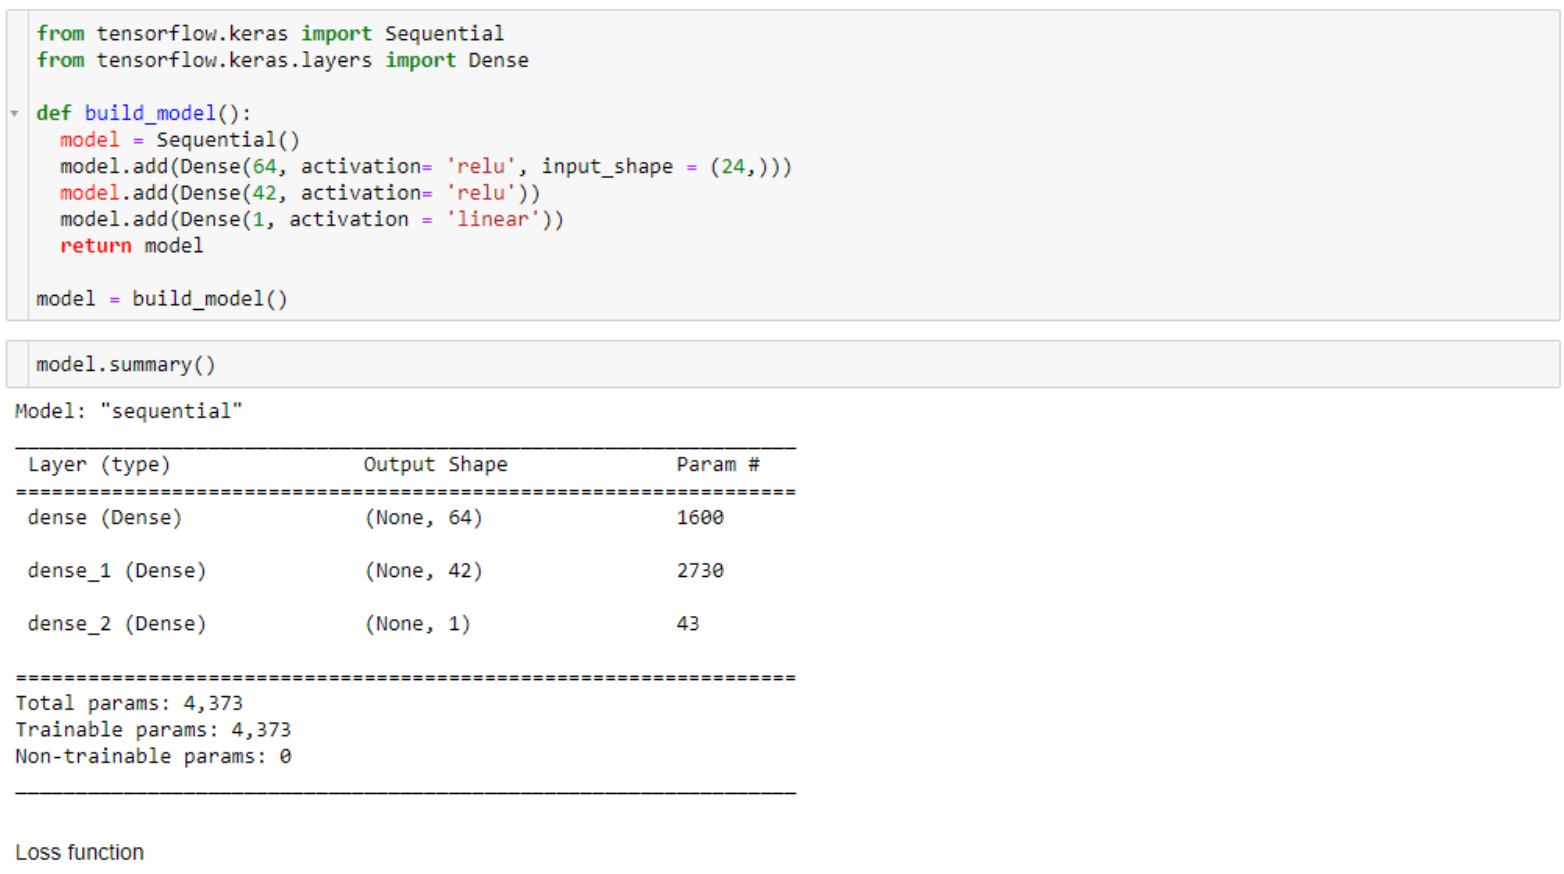 from tensorflow.keras import Sequential
from tensorflow.keras.layers import Dense
def build_model():
model = Sequential()
model.add(Dense(64, activation= 'relu', input_shape = (24,)))
model.add(Dense(42, activation= 'relu'))
model.add(Dense(1, activation = 'linear'))
return model
model = build_model()
model.summary()
Model: "sequential"
Layer (type) Output Shape Param #
=================================================================
dense (Dense) (None, 64) 1600
dense_1 (Dense) (None, 42) 2730
dense_2 (Dense) (None, 1) 43
=================================================================
Total params: 4,373
Trainable params: 4,373
Non-trainable params: 0
Loss function